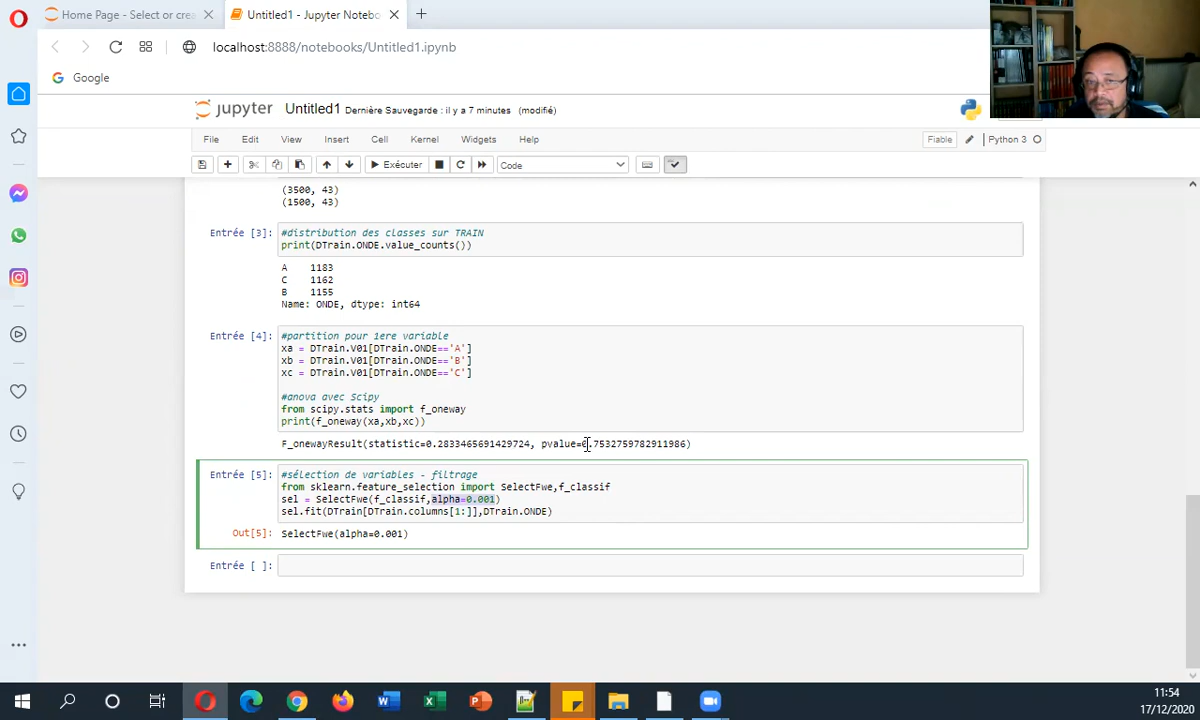 Home Page - Select or crea
Untitled1 - Jupyter Notebo
localhost:8888/notebooks/Untitled1.ipynb
Google
jupyter Untitled1 Dernière Sauvegarde : il y a 7 minutes (modifié)
File Edit View Insert Cell Kernel Widgets Help
Fiable
Python 3
Exécuter
Code
(3500, 43)
(1500, 43)
Entrée [3]:
#distribution des classes sur TRAIN
print(DTrain.ONDE.value_counts())
A 1183
C 1162
B 1155
Name: ONDE, dtype: int64
Entrée [4]:
#partition pour 1ere variable
xa = DTrain.V01[DTrain.ONDE=='A']
xb = DTrain.V01[DTrain.ONDE=='B']
xc = DTrain.V01[DTrain.ONDE=='C']
#anova avec Scipy
from scipy.stats import f_oneway
print(f_oneway(xa,xb,xc))
F_onewayResult(statistic=0.2833465691429724, pvalue=0.7532759782911986)
Entrée [5]:
#sélection de variables - filtrage
from sklearn.feature_selection import SelectFwe,f_classif
sel = SelectFwe(f_classif,alpha=0.001)
sel.fit(DTrain[DTrain.columns[1:]],DTrain.ONDE)
Out[5]:
SelectFwe(alpha=0.001)
Entrée [ ]:
11:54
17/12/2020